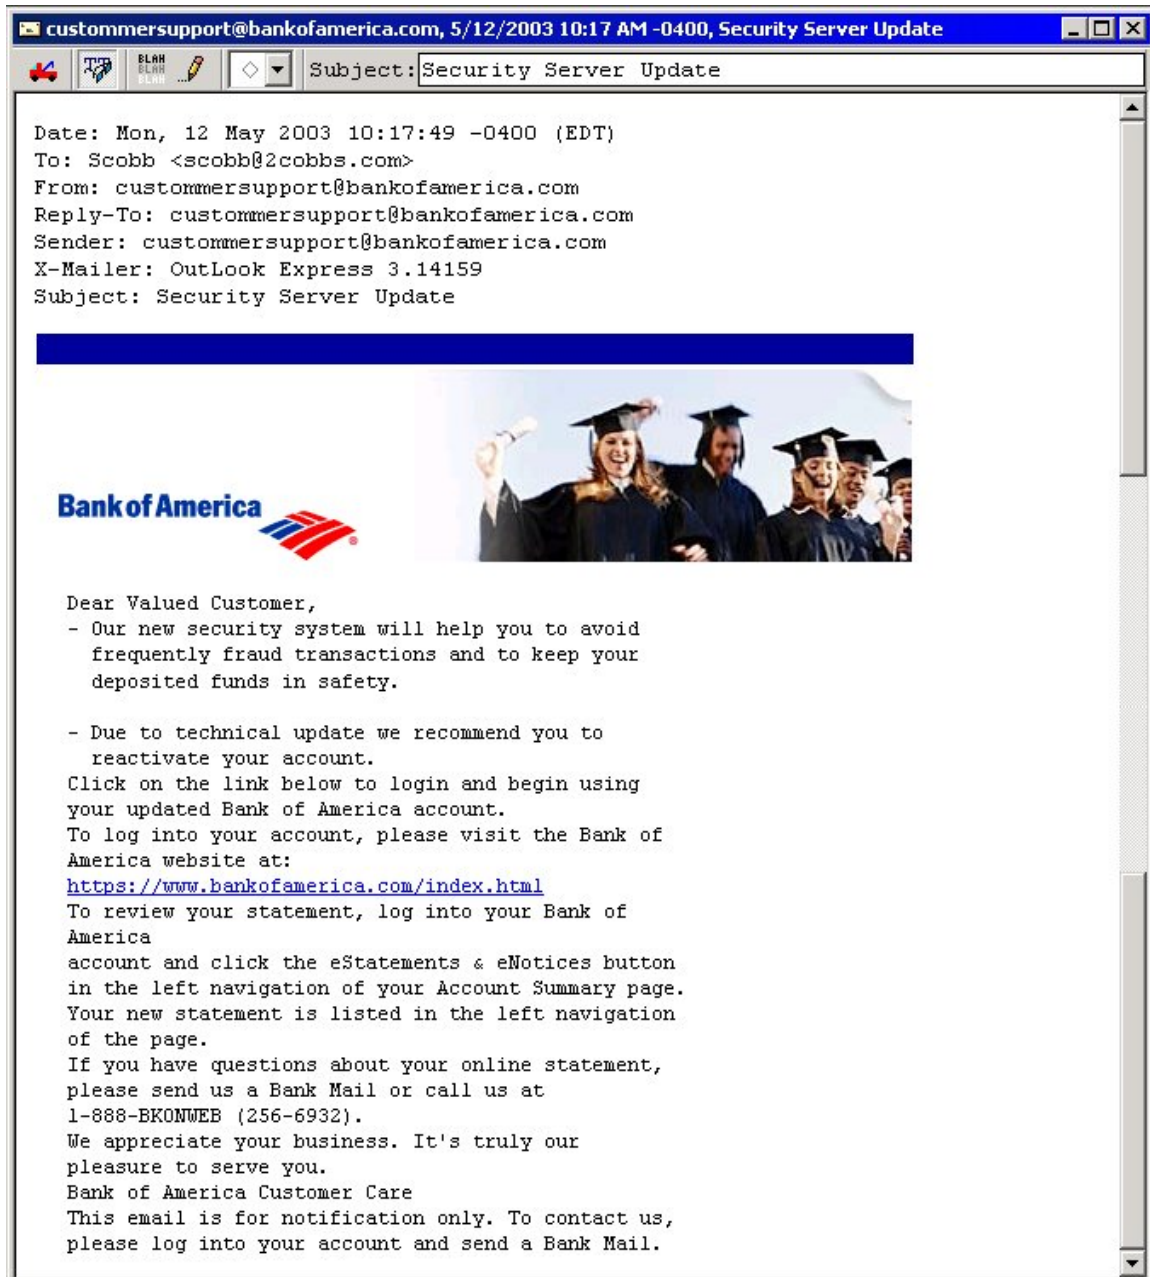 custommersupport@bankofamerica.com, 5/12/2003 10:17 AM -0400, Security Server Update
BLAH
BLAH
BLAH
Subject: Security Server Update
Date: Mon, 12 May 2003 10:17:49 -0400 (EDT)
To: Scobb <scobb@2cobbs.com>
From: custommersupport@bankofamerica.com
Reply-To: custommersupport@bankofamerica.com
Sender: custommersupport@bankofamerica.com
X-Mailer: OutLook Express 3.14159
Subject: Security Server Update
Bank of America
Dear Valued Customer,
- Our new security system will help you to avoid
frequently fraud transactions and to keep your
deposited funds in safety.
- Due to technical update we recommend you to
reactivate your account.
Click on the link below to login and begin using
your updated Bank of America account.
To log into your account, please visit the Bank of
America website at:
https://www.bankofamerica.com/index.html
To review your statement, log into your Bank of
America
account and click the eStatements & eNotices button
in the left navigation of your Account Summary page.
Your new statement is listed in the left navigation
of the page.
If you have questions about your online statement,
please send us a Bank Mail or call us at
1-888-BKONWEB (256-6932).
We appreciate your business. It's truly our
pleasure to serve you.
Bank of America Customer Care
This email is for notification only. To contact us,
please log into your account and send a Bank Mail.